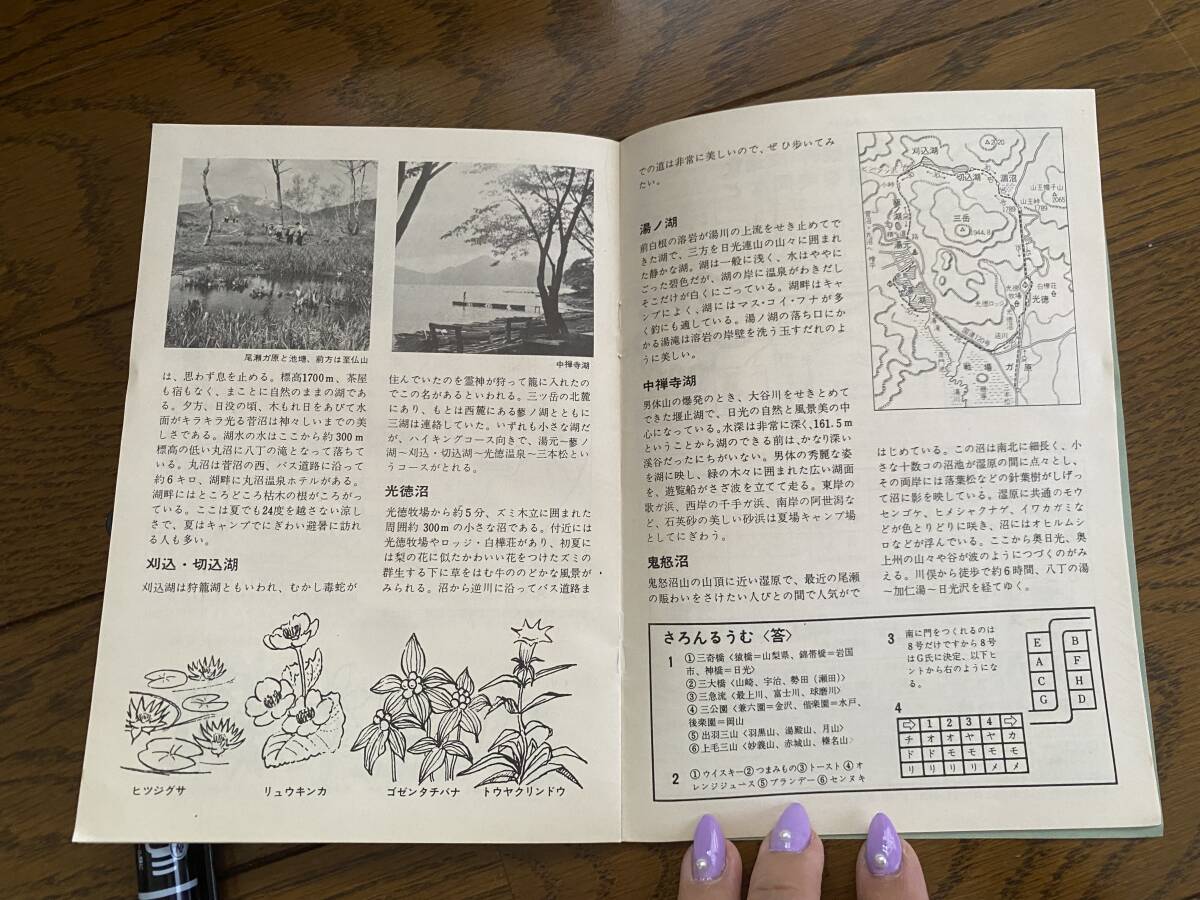 尾瀬ガ原と池塘、前方は至仏山
中禅寺湖
は、思わず息を止める。標高1700m、茶屋
も宿もなく、まことに自然のままの湖であ
る。夕方、日没の頃、木もれ日をあびて水
面がキラキラ光る菅沼は神々しいまでの美
しさである。湖水の水はここから約300m
標高の低い丸沼に八丁の滝となって落ちて
いる。丸沼は菅沼の西、バス道路に沿って
約6キロ、湖畔に丸沼温泉ホテルがある。
湖畔にはところどころ枯木の根がころがっ
ている。ここは夏でも24度を越さない涼し
さで、夏はキャンプでにぎわい避暑に訪れ
る人も多い。
刈込・切込湖
刈込湖は狩籠湖ともいわれ、むかし毒蛇が
住んでいたのを霊神が狩って籠に入れたの
でこの名があるといわれる。三ツ岳の北麓
にあり、もとは西麓にある蓼ノ湖とともに
三湖は連絡していた。いずれも小さな湖だ
が、ハイキングコース向きで、湯元〜蓼ノ
湖〜刈込・切込湖〜光徳温泉〜三本松とい
うコースがとれる。
光徳沼
光徳牧場から約5分、ズミ木立に囲まれた
周囲約300mの小さな沼である。付近には
光徳牧場やロッジ・白樺荘があり、初夏に
は梨の花に似たかわいい花をつけたズミの
群生する下に草をはむ牛ののどかな風景が
みられる。沼から逆川に沿ってバス道路ま
ヒツジグサ
リュウキンカ
ゴゼンタチバナ
トウヤクリンドウ
での道は非常に美しいので、ぜひ歩いてみ
たい。
湯ノ湖
前白根の溶岩が湯川の上流をせき止めてで
きた湖で、三方を日光連山の山々に囲まれ
た静かな湖。湖は一般に浅く、水はややに
ごった碧色だが、湖の岸に温泉がわきだし
そこだけが白くにごっている。湖畔はキャ
ンプによく、湖にはマス・コイ・フナが多
く釣にも適している。湯ノ湖の落ち口にか
かる湯滝は溶岩の岸壁を洗う玉すだれのよ
うに美しい。
中禅寺湖
男体山の爆発のとき、大谷川をせきとめて
できた堰止湖で、日光の自然と風景美の中
心になっている。水深は非常に深く、161.5m
ということから湖のできる前は、かなり深い
渓谷だったにちがいない。男体の秀麗な姿
を湖に映し、緑の木々に囲まれた広い湖面
を、遊覧船がさざ波を立てて走る。東岸の
歌ガ浜、西岸の千手ガ浜、南岸の阿世潟な
ど、石英砂の美しい砂浜は夏場キャンプ場
としてにぎわう。
鬼怒沼
鬼怒沼山の山頂に近い湿原で、最近の尾瀬
の賑わいをさけたい人びとの間で人気がで
刈込湖
切込湖
涸沼
2020
山王帽子山
2065
山王峠
1789
小峠
三岳
1944.8
湯元
光徳牧場
白樺荘
光徳ロッジ
光徳
国道120号
逆川
戦場ガ原
はじめている。この沼は南北に細長く、小
さな十数コの沼池が湿原の間に点々とし、
その両岸には落葉松などの針葉樹がしげっ
て沼に影を映している。湿原に共通のモウ
センゴケ、ヒメシャクナゲ、イワカガミな
どが色とりどりに咲き、沼にはオヒルムシ
ロなどが浮んでいる。ここから奥日光、奥
上州の山々や谷が波のようにつづくのがみ
える。川俣から徒歩で約6時間、八丁の湯
〜加仁湯〜日光沢を経てゆく。
さろんるうむ〈答〉
1 ①三奇橋〈猿橋=山梨県、錦帯橋=岩国
市、神橋=日光〉
②三大橋〈山崎、宇治、勢田(瀬田)〉
③三急流〈最上川、富士川、球磨川〉
④三公園〈兼六園=金沢、偕楽園=水戸、
後楽園=岡山
⑤出羽三山〈羽黒山、湯殿山、月山〉
⑥上毛三山〈妙義山、赤城山、榛名山〉
2 ①ウイスキー②つまみもの③トースト④オ
レンジジュース⑤ブランデー⑥センヌキ
3 南に門をつくれるのは
8号だけですから8号
はG氏に決定、以下ヒ
ントから右のようにな
る。
E B
A F
C H
G D
4
⇨ 1 2 3 4 ⇨
チ オ オ ヤ ヤ カ
ド ド モ モ モ モ
リ リ リ リ メ メ